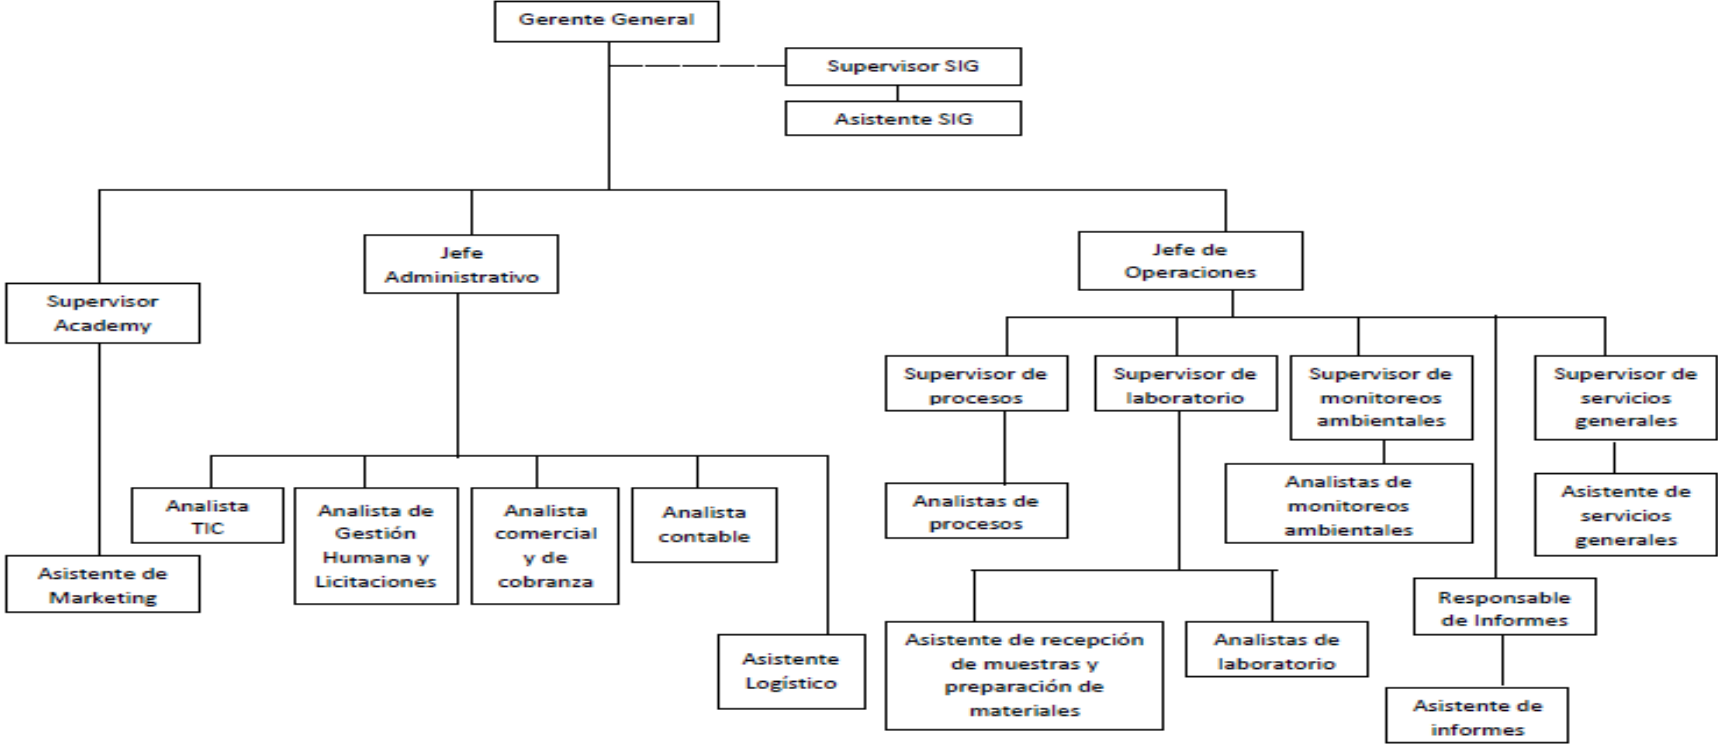 Gerente General
Supervisor SIG
Asistente SIG
Jefe
Administrativo
Jefe de
Operaciones
Supervisor
Academy
Supervisor de
procesos
Supervisor de
laboratorio
Supervisor de
monitoreos
ambientales
Supervisor de
servicios
generales
Analista
TIC
Analista de
Gestión
Humana y
Licitaciones
Analista
comercial
y de
cobranza
Analista
contable
Analistas de
procesos
Analistas de
monitoreos
ambientales
Asistente de
servicios
generales
Asistente de
Marketing
Responsable
de Informes
Asistente
Logístico
Asistente de recepción
de muestras y
preparación de
materiales
Analistas de
laboratorio
Asistente de
informes